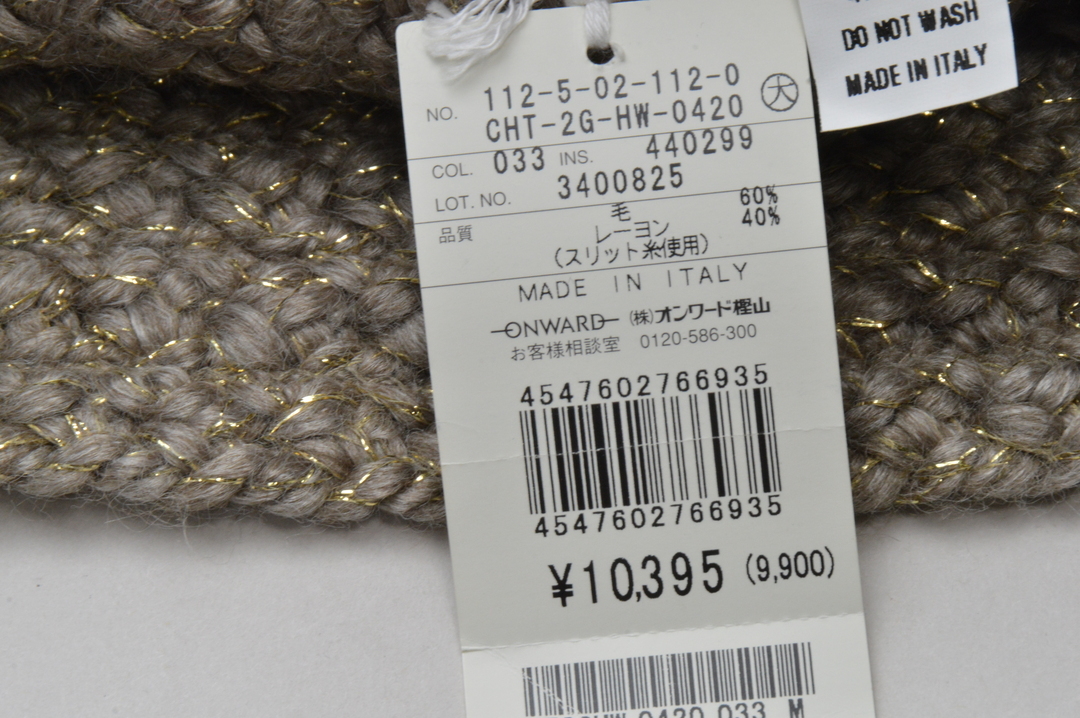 NO. 112-5-02-112-0 大
CHT-2G-HW-0420
COL. 033 INS. 440299
LOT. NO. 3400825
品質 毛 60%
レーヨン 40%
(スリット糸使用)
MADE IN ITALY
ONWARD (株)オンワード樫山
お客様相談室 0120-586-300
4547602766935
4547602766935
¥10,395 (9,900)
HW-0420 033 M
DO NOT WASH
MADE IN ITALY